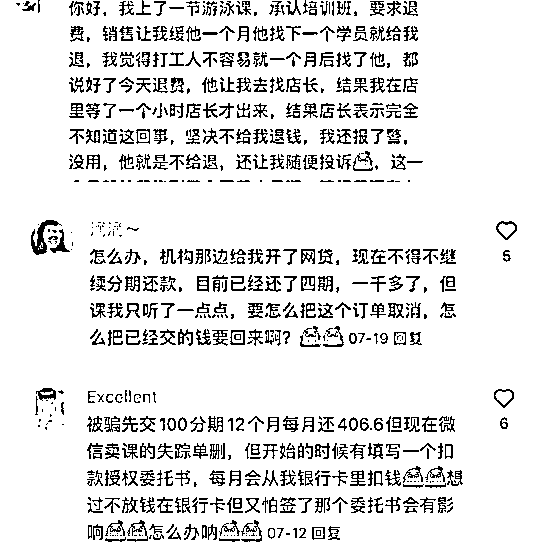 你好，我上了一节游泳课，承认培训班，要求退
费，销售让我缓他一个月他找下一个学员就给我
退，我觉得打工人不容易就一个月后找了他，都
说好了今天退费，他让我去找店长，结果我在店
里等了一个小时店长才出来，结果店长表示完全
不知道这回事，坚决不给我退钱，我还报了警，
没用，他就是不给退，还让我随便投诉，这一
怎么办，机构那边给我开了网贷，现在不得不继
续分期还款，目前已经还了四期，一千多了，但
课我只听了一点点，要怎么把这个订单取消，怎
么把已经交的钱要回来啊？ 07-19 回复
5
Excellent
被骗先交100分期12个月每月还406.6但现在微
信卖课的失踪单删，但开始的时候有填写一个扣
款授权委托书，每月会从我银行卡里扣钱想
过不放钱在银行卡但又怕签了那个委托书会有影
响怎么办呐 07-12 回复
6